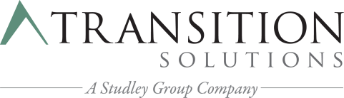 TRANSITION
SOLUTIONS
A Studley Group Company